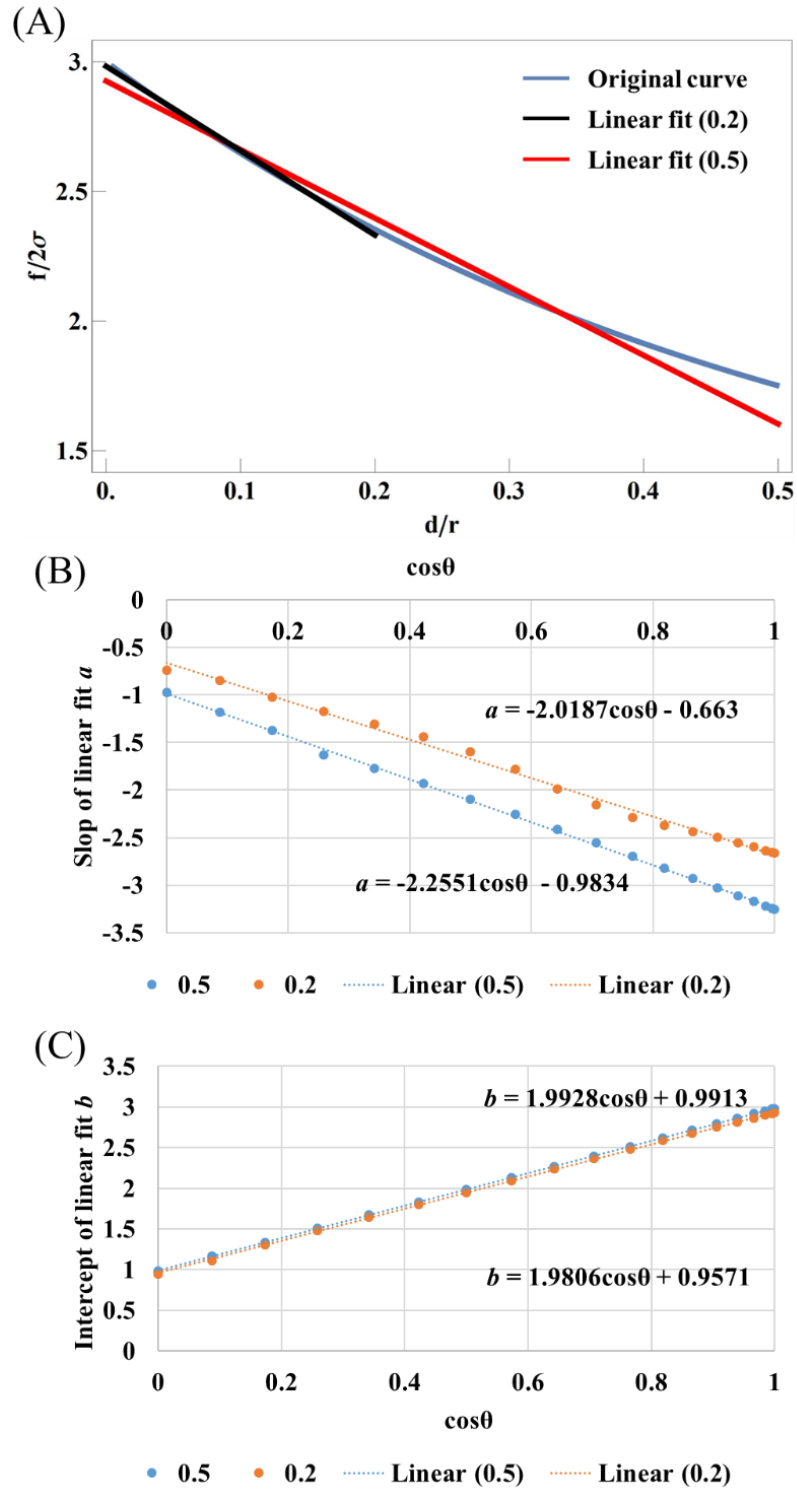 (A)
3.
2.5
2.
1.5
f/2σ
Original curve
Linear fit (0.2)
Linear fit (0.5)
0. 0.1 0.2 0.3 0.4 0.5
d/r
(B)
cosθ
0 0.2 0.4 0.6 0.8 1
0
-0.5
-1
-1.5
-2
-2.5
-3
-3.5
Slop of linear fit a
a = -2.0187cosθ - 0.663
a = -2.2551cosθ - 0.9834
0.5 0.2 Linear (0.5) Linear (0.2)
(C)
3.5
3
2.5
2
1.5
1
0.5
0
Intercept of linear fit b
b = 1.9928cosθ + 0.9913
b = 1.9806cosθ + 0.9571
0 0.2 0.4 0.6 0.8 1
cosθ
0.5 0.2 Linear (0.5) Linear (0.2)